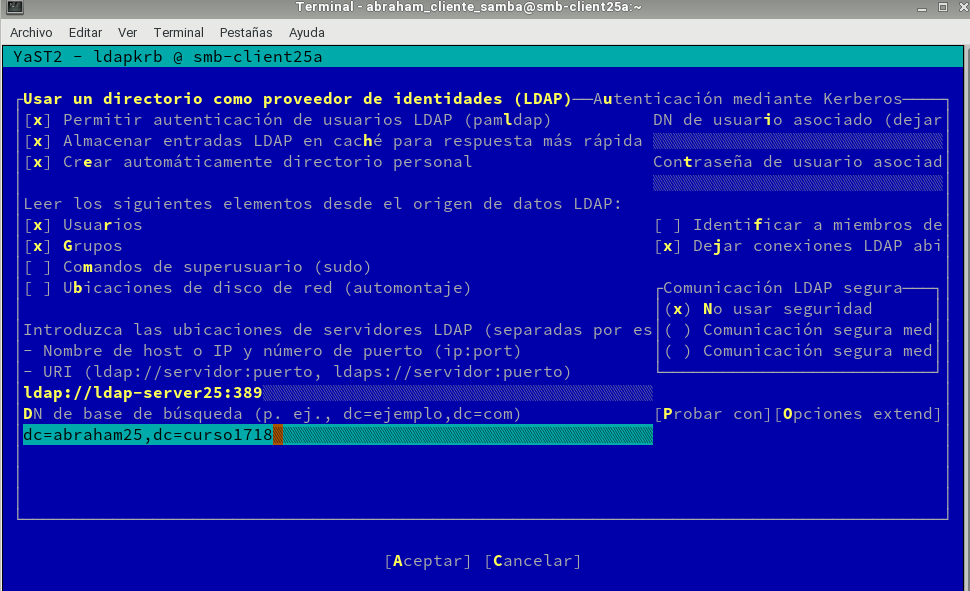 Terminal - abraham_cliente_samba@smb-client25a:~
Archivo Editar Ver Terminal Pestañas Ayuda
YaST2 - ldapkrb @ smb-client25a
Usar un directorio como proveedor de identidades (LDAP) Autenticación mediante Kerberos
[x] Permitir autenticación de usuarios LDAP (pamldap) DN de usuario asociado (dejar
[x] Almacenar entradas LDAP en caché para respuesta más rápida
[x] Crear automáticamente directorio personal Contraseña de usuario asociad
Leer los siguientes elementos desde el origen de datos LDAP:
[x] Usuarios [ ] Identificar a miembros de
[x] Grupos [x] Dejar conexiones LDAP abi
[ ] Comandos de superusuario (sudo)
[ ] Ubicaciones de disco de red (automontaje) Comunicación LDAP segura
(x) No usar seguridad
Introduzca las ubicaciones de servidores LDAP (separadas por es ( ) Comunicación segura med
- Nombre de host o IP y número de puerto (ip:port) ( ) Comunicación segura med
- URI (ldap://servidor:puerto, ldaps://servidor:puerto)
ldap://ldap-server25:389
DN de base de búsqueda (p. ej., dc=ejemplo,dc=com) [Probar con][Opciones extend]
dc=abraham25,dc=curso1718
[Aceptar] [Cancelar]